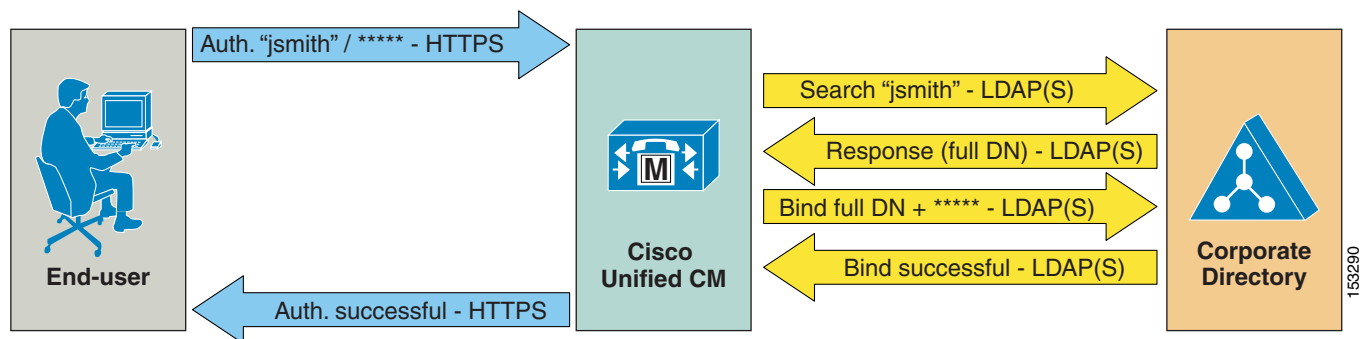 Auth. “jsmith” / ***** - HTTPS
Search “jsmith” - LDAP(S)
Response (full DN) - LDAP(S)
M
Bind full DN + ***** - LDAP(S)
Bind successful - LDAP(S)
Auth. successful - HTTPS
End-user
Cisco
Unified CM
Corporate
Directory
153290